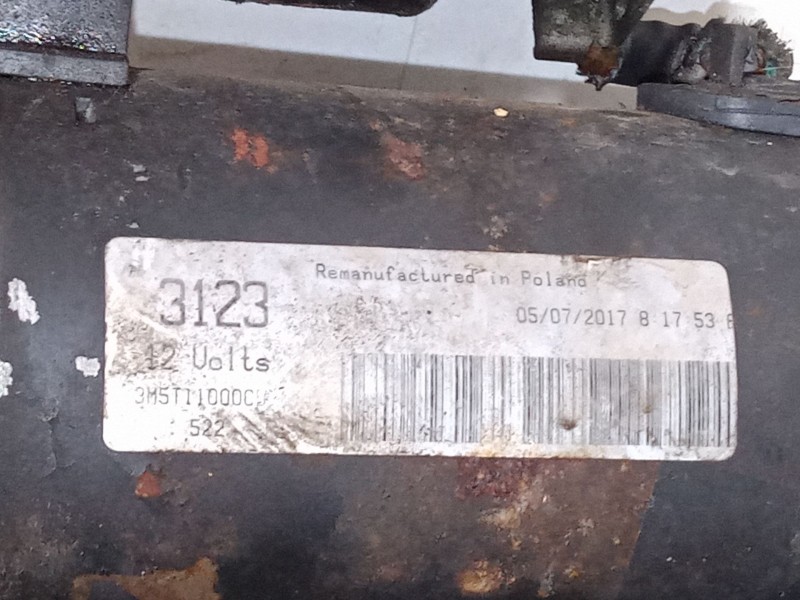 Remanufactured in Poland
3123
05/07/2017 8 17 53
12 Volts
522